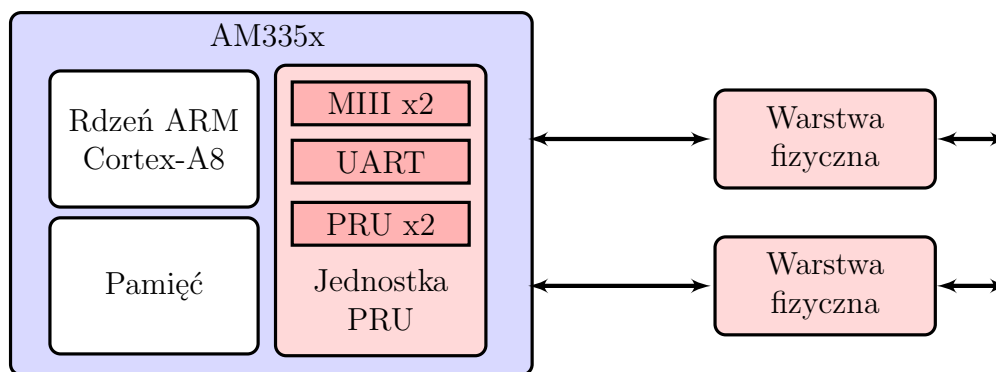 AM335x
Rdzeń ARM
Cortex-A8
Pamięć
MIII x2
UART
PRU x2
Jednostka
PRU
Warstwa
fizyczna
Warstwa
fizyczna